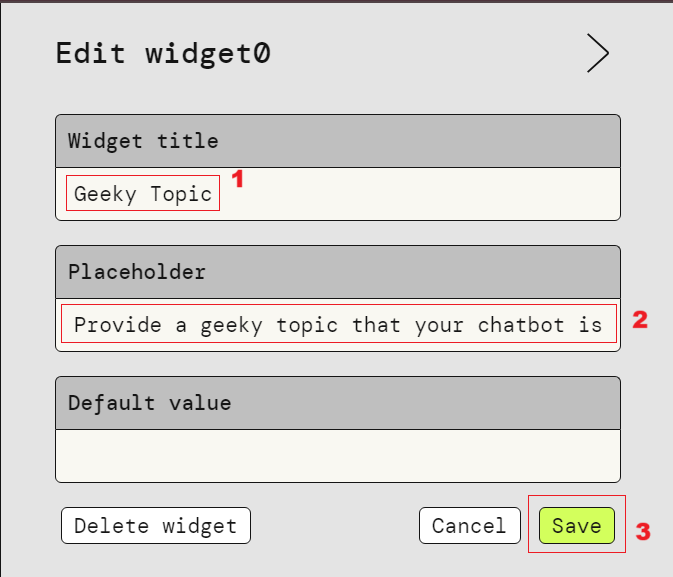 Edit widget0
Widget title
Geeky Topic
1
Placeholder
Provide a geeky topic that your chatbot is
2
Default value
Delete widget
Cancel
Save
3